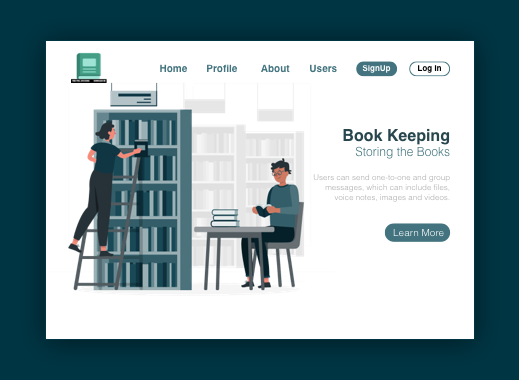 Home
Profile
About
Users
SignUp
Log In
Book Keeping
Storing the Books
Users can send one-to-one and group
messages, which can include files,
voice notes, images and videos.
Learn More